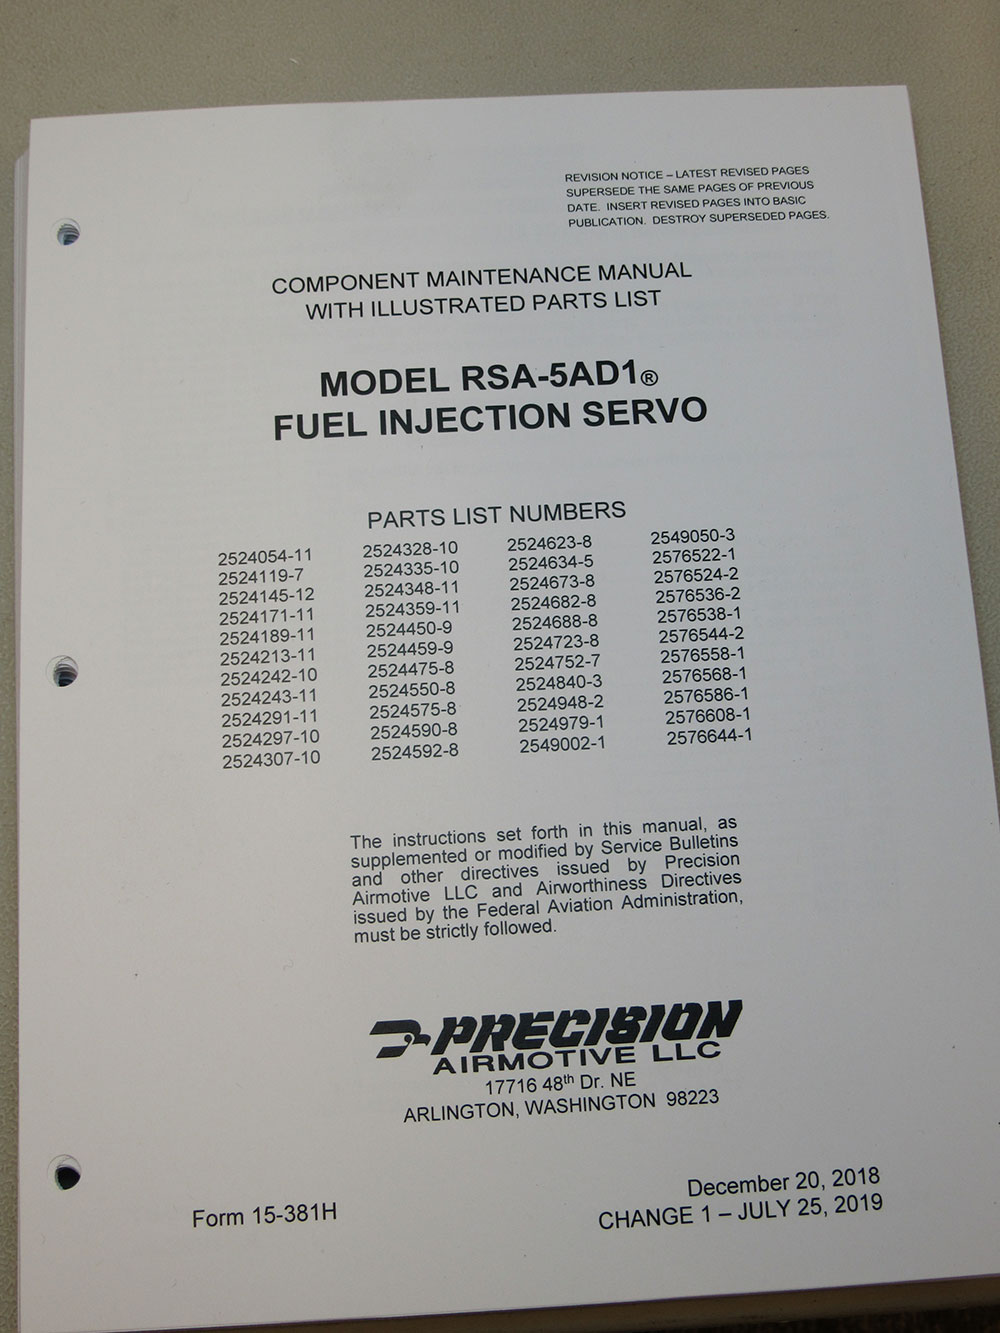 REVISION NOTICE – LATEST REVISED PAGES
SUPERSEDE THE SAME PAGES OF PREVIOUS
DATE. INSERT REVISED PAGES INTO BASIC
PUBLICATION. DESTROY SUPERSEDED PAGES.
COMPONENT MAINTENANCE MANUAL
WITH ILLUSTRATED PARTS LIST
MODEL RSA-5AD1®
FUEL INJECTION SERVO
PARTS LIST NUMBERS
2524054-11 2524328-10 2524623-8 2549050-3
2524119-7 2524335-10 2524634-5 2576522-1
2524145-12 2524348-11 2524673-8 2576524-2
2524171-11 2524359-11 2524682-8 2576536-2
2524189-11 2524450-9 2524688-8 2576538-1
2524213-11 2524459-9 2524723-8 2576544-2
2524242-10 2524475-8 2524752-7 2576558-1
2524243-11 2524550-8 2524840-3 2576568-1
2524291-11 2524575-8 2524948-2 2576586-1
2524297-10 2524590-8 2524979-1 2576608-1
2524307-10 2524592-8 2549002-1 2576644-1
The instructions set forth in this manual, as
supplemented or modified by Service Bulletins
and other directives issued by Precision
Airmotive LLC and Airworthiness Directives
issued by the Federal Aviation Administration,
must be strictly followed.
PRECISION
AIRMOTIVE LLC
17716 48th Dr. NE
ARLINGTON, WASHINGTON 98223
December 20, 2018
Form 15-381H CHANGE 1 – JULY 25, 2019